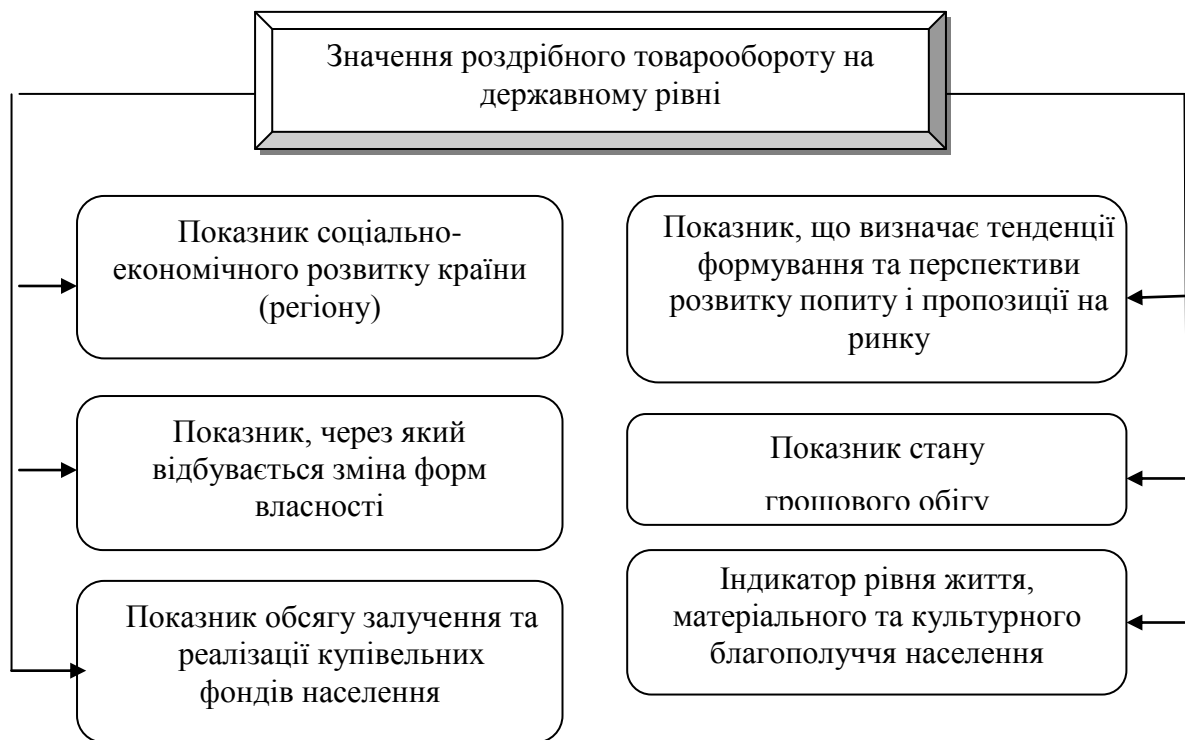 Значення роздрібного товарообороту на
державному рівні
Показник соціально-
економічного розвитку країни
(регіону)
Показник, через який
відбувається зміна форм
власності
Показник обсягу залучення та
реалізації купівельних
фондів населення
Показник, що визначає тенденції
формування та перспективи
розвитку попиту і пропозиції на
ринку
Показник стану
грошового обігу
Індикатор рівня життя,
матеріального та культурного
благополуччя населення